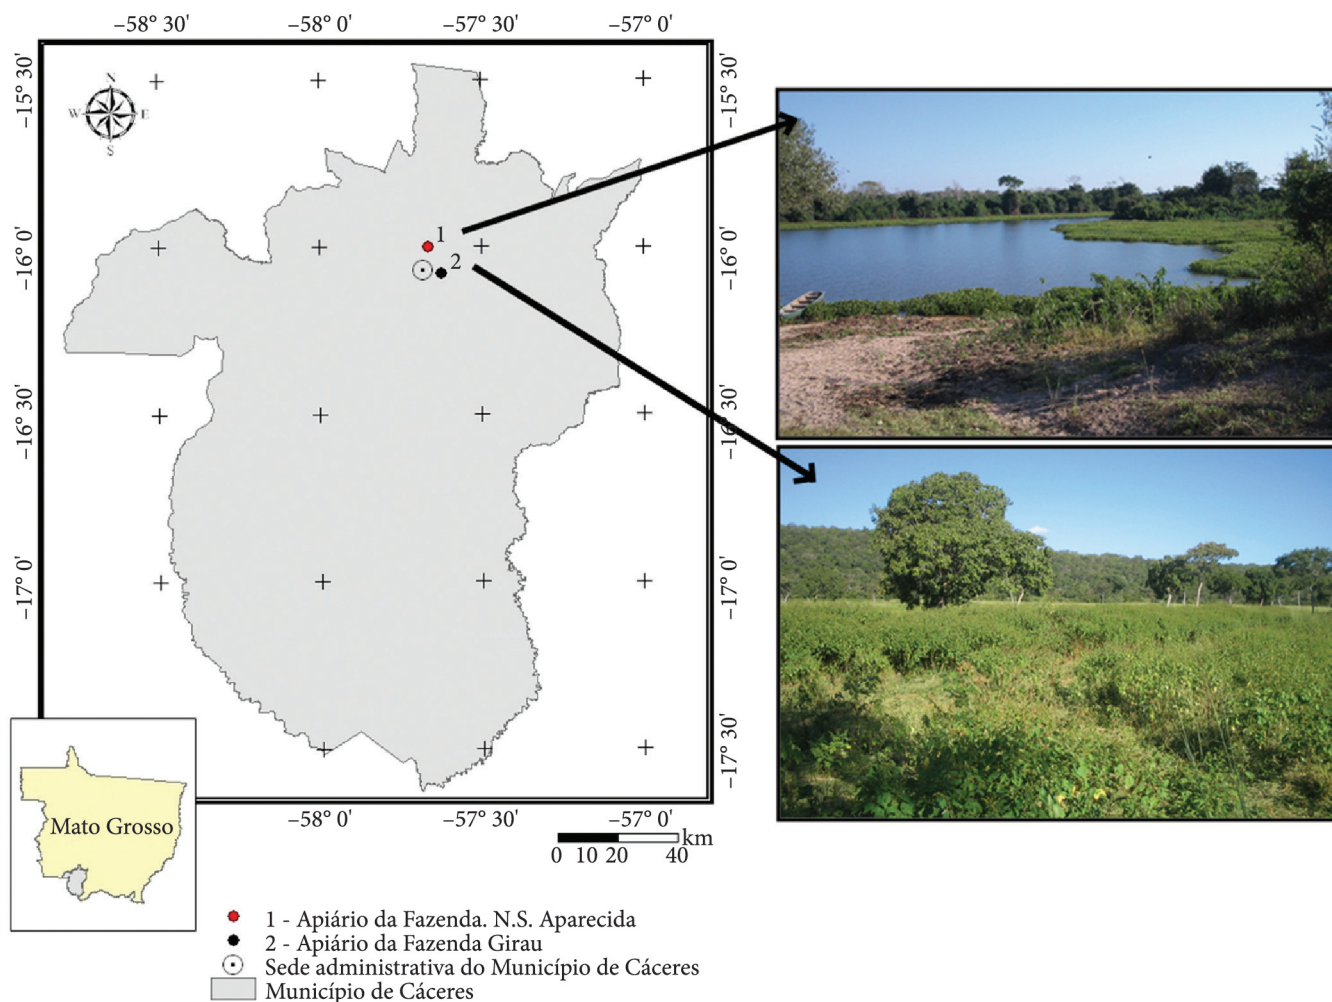 −58° 30' −58° 0' −57° 30' −57° 0'
−15° 30' −15° 30'
N
W E
S
1
−16° 0' −16° 0'
2
−16° 30' −16° 30'
−17° 0' −17° 0'
−17° 30' −17° 30'
−58° 0' −57° 30' −57° 0'
Mato Grosso
km
0 10 20 40
1 - Apiário da Fazenda. N.S. Aparecida
2 - Apiário da Fazenda Girau
Sede administrativa do Município de Cáceres
Município de Cáceres